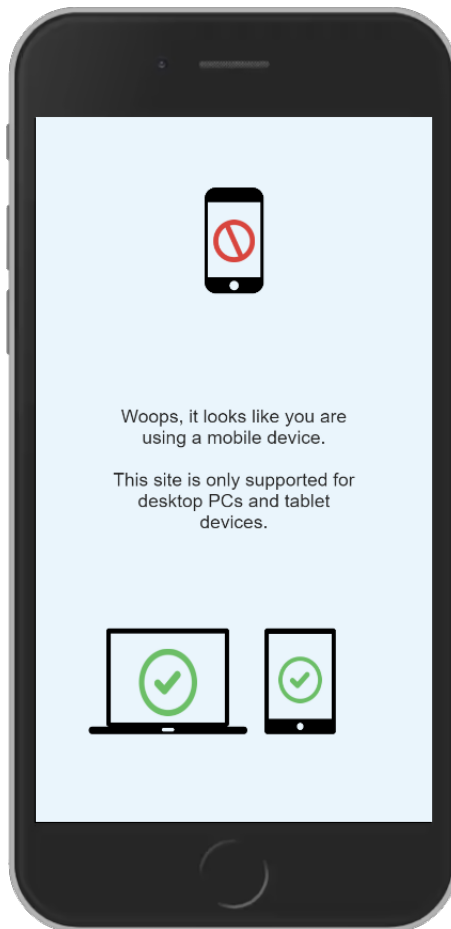 Woops, it looks like you are
using a mobile device.
This site is only supported for
desktop PCs and tablet
devices.